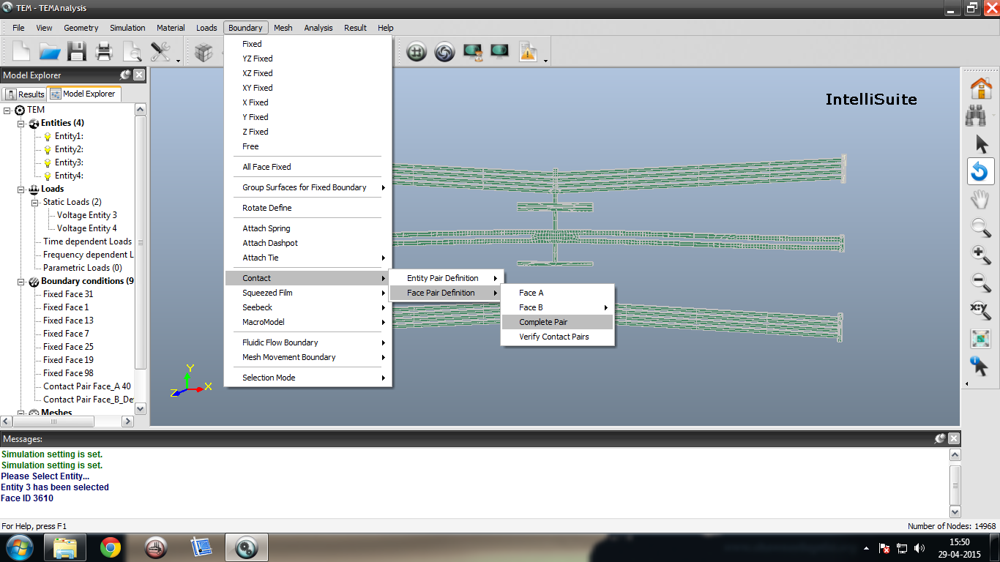 TEM - TEMAnalysis
File View Geometry Simulation Material Loads Boundary Mesh Analysis Result Help
Model Explorer
Results Model Explorer
TEM
Entities (4)
Entity1:
Entity2:
Entity3:
Entity4:
Loads
Static Loads (2)
Voltage Entity 3
Voltage Entity 4
Time dependent Loads
Frequency dependent L
Parametric Loads (0)
Boundary conditions (9
Fixed Face 31
Fixed Face 1
Fixed Face 13
Fixed Face 7
Fixed Face 25
Fixed Face 19
Fixed Face 98
Contact Pair Face_A 40
Contact Pair Face_B_De
Meshes
Fixed
YZ Fixed
XZ Fixed
XY Fixed
X Fixed
Y Fixed
Z Fixed
Free
All Face Fixed
Group Surfaces for Fixed Boundary
Rotate Define
Attach Spring
Attach Dashpot
Attach Tie
Contact
Squeezed Film
Seebeck
MacroModel
Fluidic Flow Boundary
Mesh Movement Boundary
Selection Mode
Entity Pair Definition
Face Pair Definition
Face A
Face B
Complete Pair
Verify Contact Pairs
IntelliSuite
Y
Z X
Messages:
Simulation setting is set.
Simulation setting is set.
Please Select Entity...
Entity 3 has been selected
Face ID 3610
For Help, press F1
Number of Nodes: 14968
15:50
29-04-2015